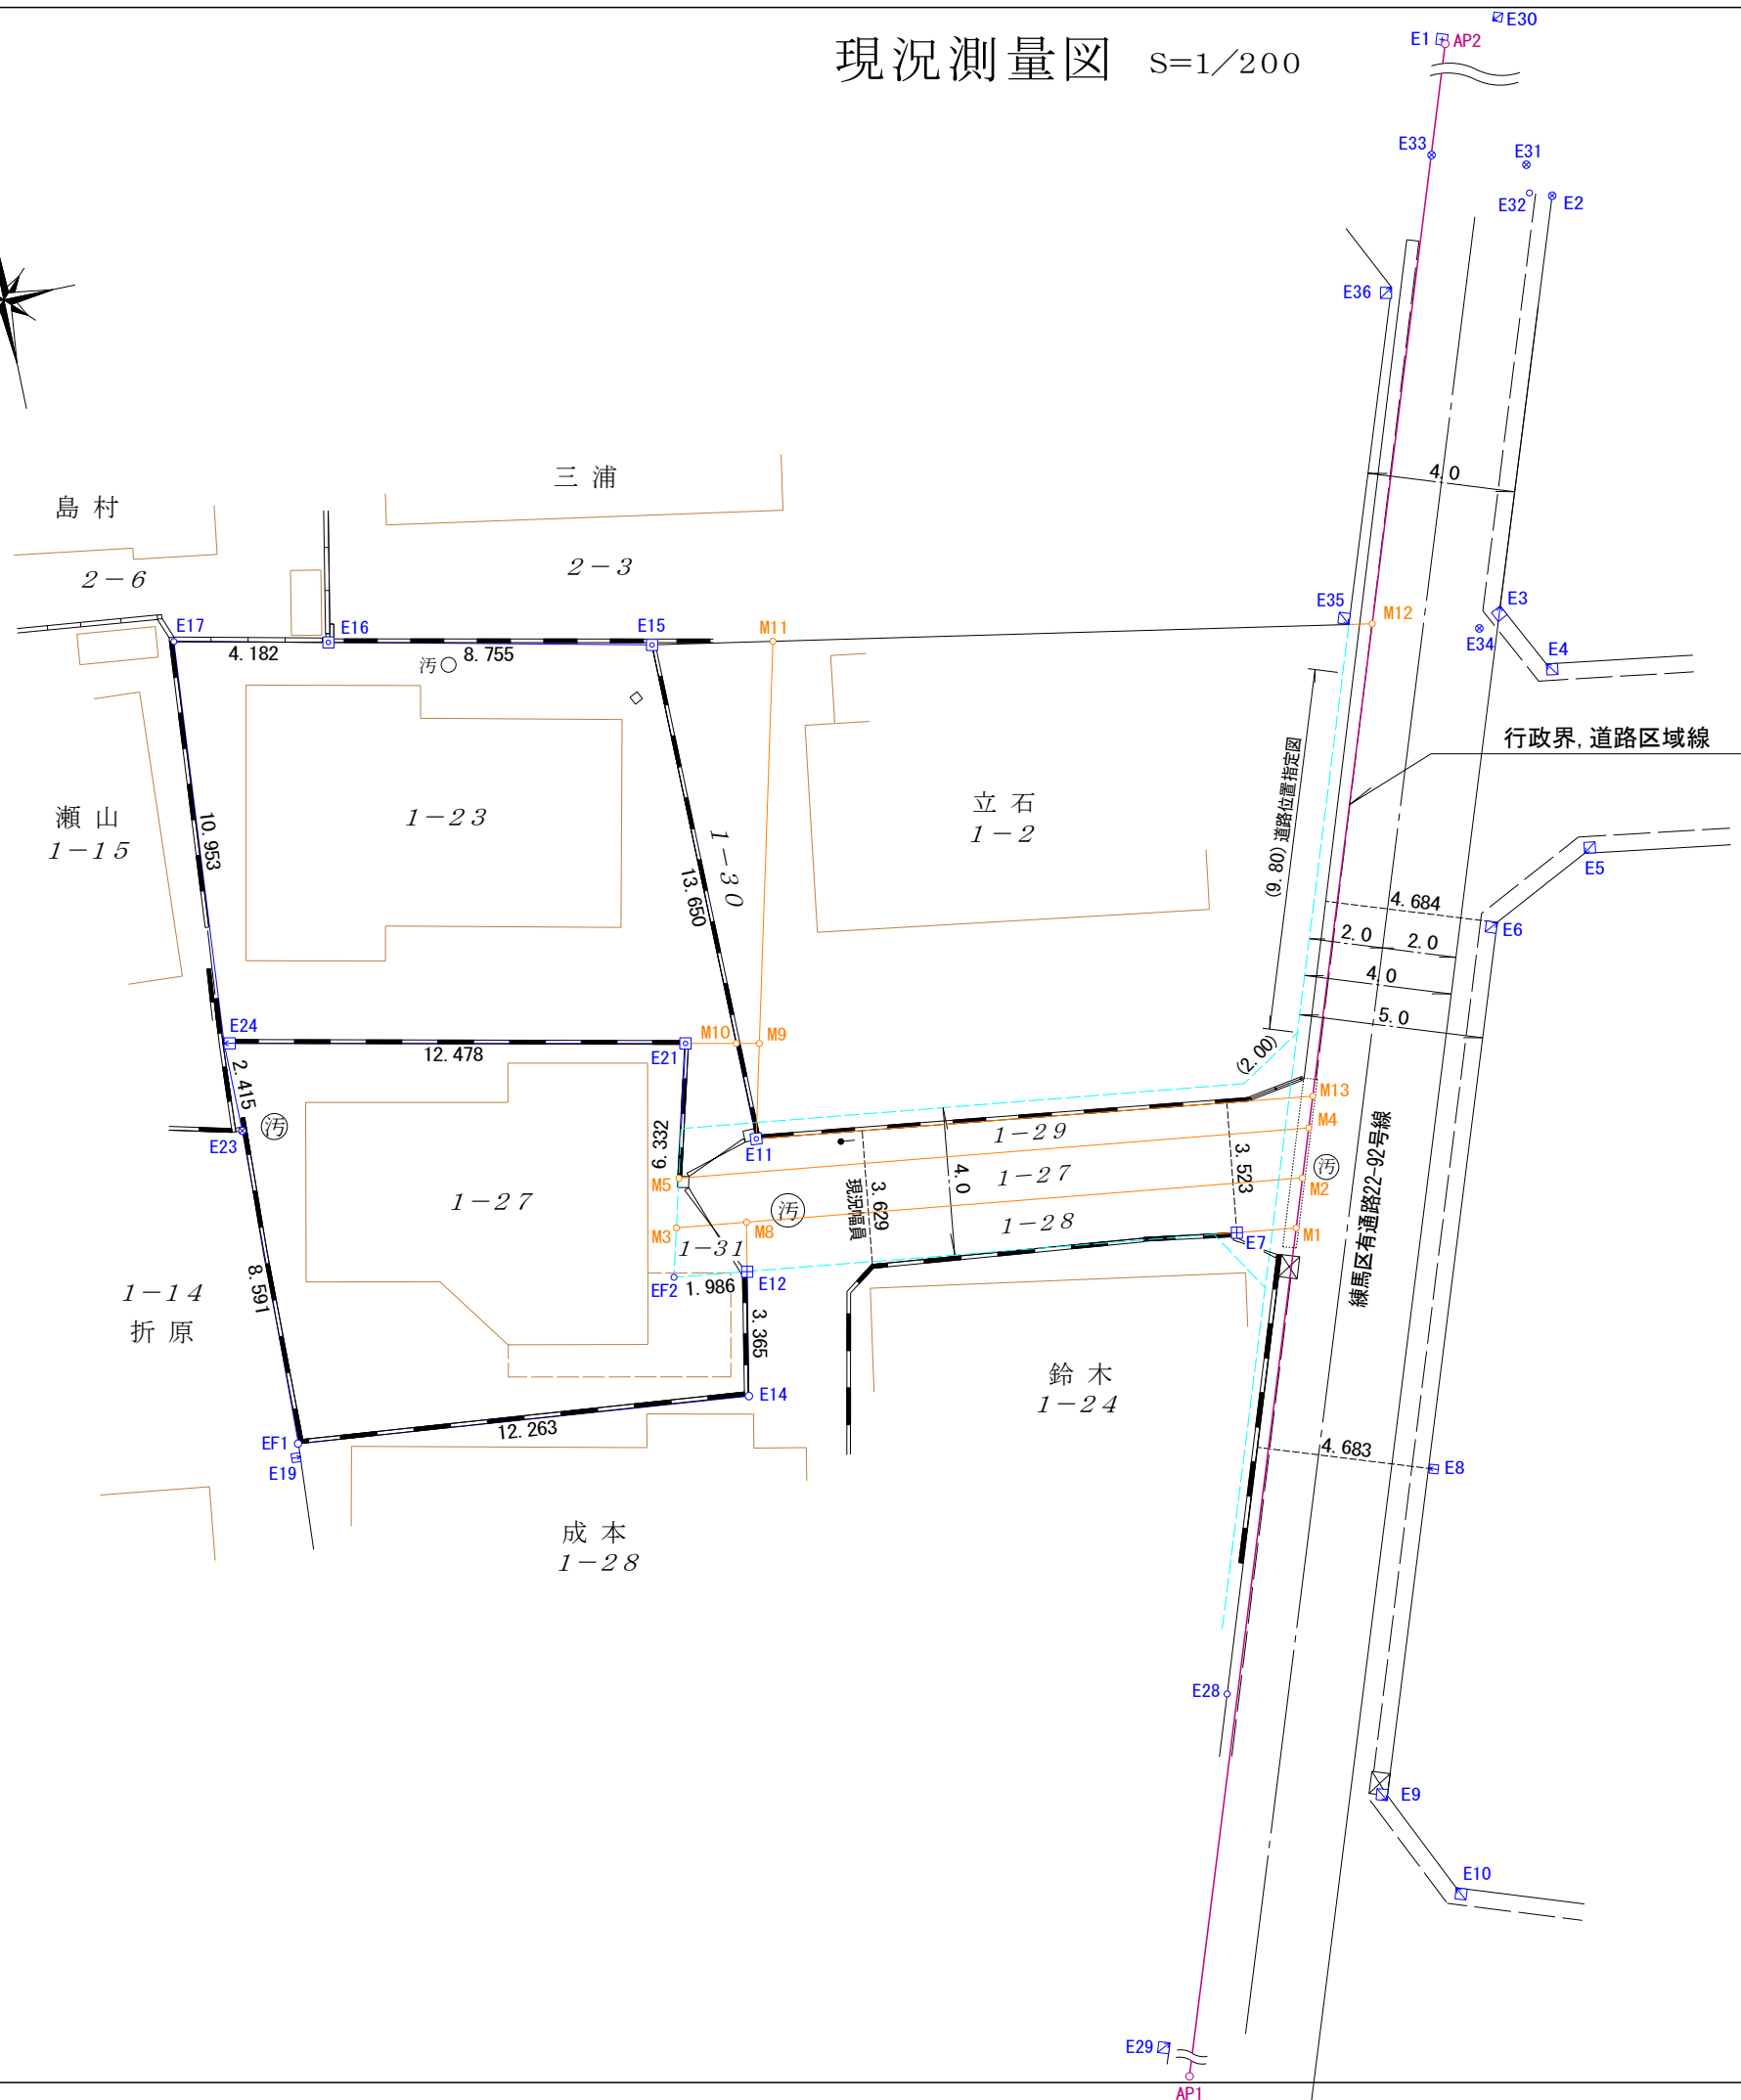 現況測量図 S=1/200
E30
E1
AP2
E33
E31
E32
E2
E36
4.0
三浦
島村
2-3
2-6
E35
M12
E3
E17
E16
E15
M11
E34
4.182
8.755
汚
E4
行政界,道路区域線
(9.80)道路位置指定図
瀬山
1-15
10.953
1-23
1-30
13.650
立石
1-2
E5
4.684
E6
2.0
2.0
4.0
5.0
E24
M10
M9
12.478
E21
(2.00)
2.415
汚
E23
M13
M4
6.332
E11
1-29
M5
1-27
4.0
1-27
3.523
汚
M2
練馬区有通路22-92号線
現況幅員
3.629
汚
1-28
M3
M8
1-31
E7
M1
EF2
1.986
E12
8.591
3.365
1-14
折原
鈴木
1-24
E14
EF1
12.263
E19
4.683
E8
成本
1-28
E28
E9
E10
E29
AP1